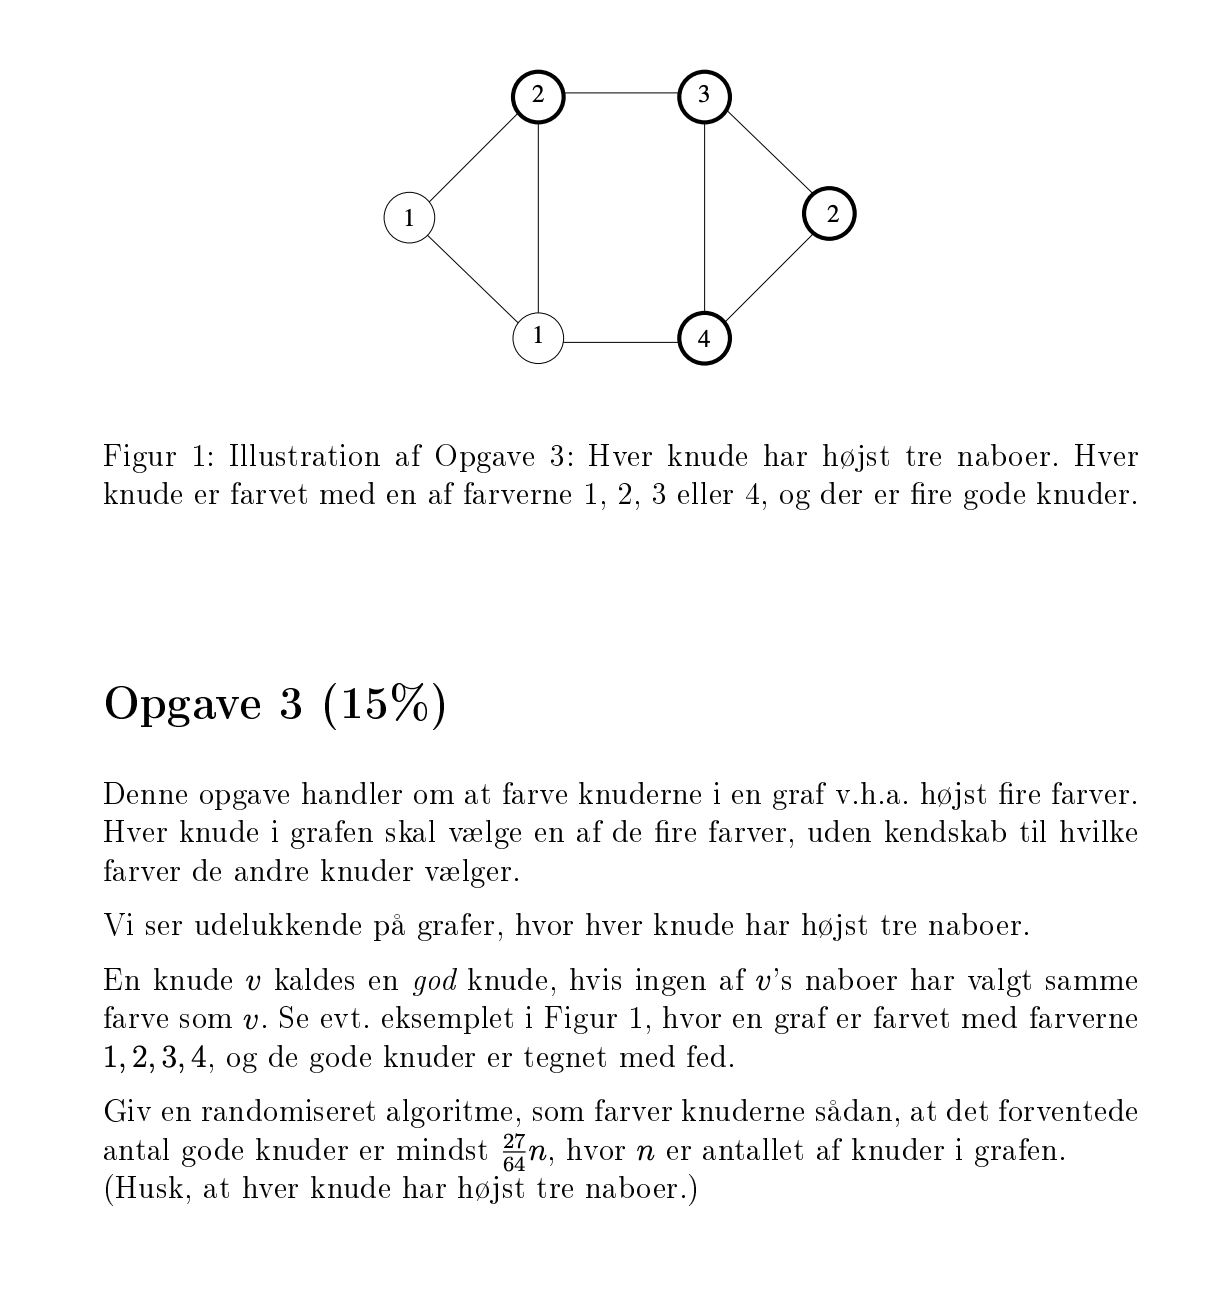 2
3
1
2
1
4
Figur 1: Illustration af Opgave 3: Hver knude har højst tre naboer. Hver
knude er farvet med en af farverne 1, 2, 3 eller 4, og der er fire gode knuder.
Opgave 3 (15%)
Denne opgave handler om at farve knuderne i en graf v.h.a. højst fire farver.
Hver knude i grafen skal vælge en af de fire farver, uden kendskab til hvilke
farver de andre knuder vælger.
Vi ser udelukkende på grafer, hvor hver knude har højst tre naboer.
En knude v kaldes en god knude, hvis ingen af v's naboer har valgt samme
farve som v. Se evt. eksemplet i Figur 1, hvor en graf er farvet med farverne
1, 2, 3, 4, og de gode knuder er tegnet med fed.
Giv en randomiseret algoritme, som farver knuderne sådan, at det forventede
antal gode knuder er mindst 27/64 n, hvor n er antallet af knuder i grafen.
(Husk, at hver knude har højst tre naboer.)